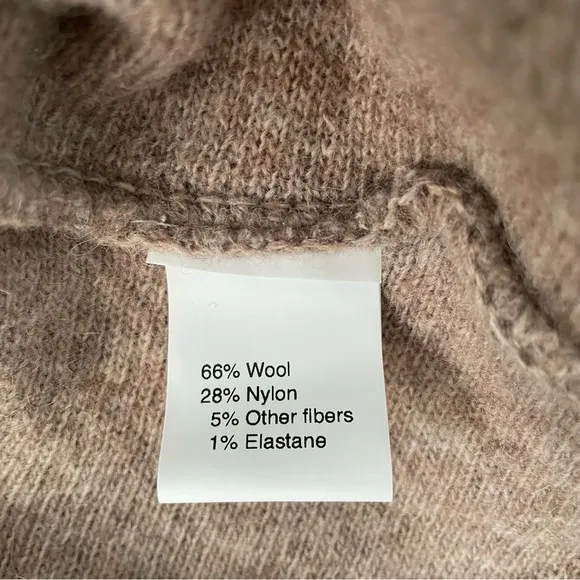 66% Wool
28% Nylon
5% Other fibers
1% Elastane